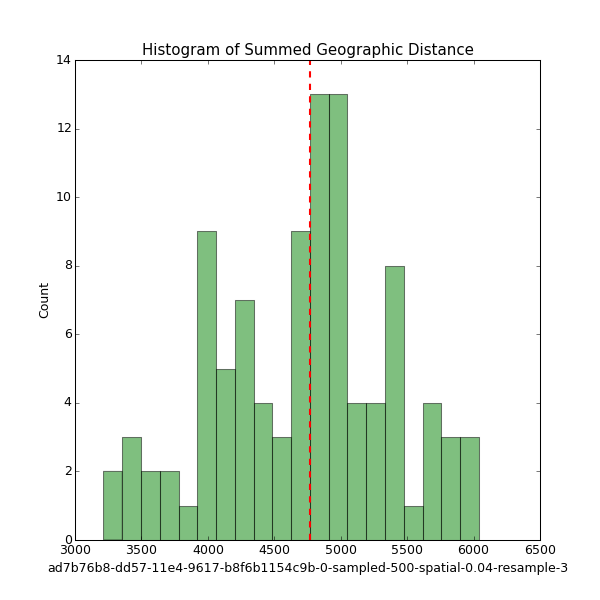 Histogram of Summed Geographic Distance
14
12
10
8
6
4
2
0
Count
3000 3500 4000 4500 5000 5500 6000 6500
ad7b76b8-dd57-11e4-9617-b8f6b1154c9b-0-sampled-500-spatial-0.04-resample-3